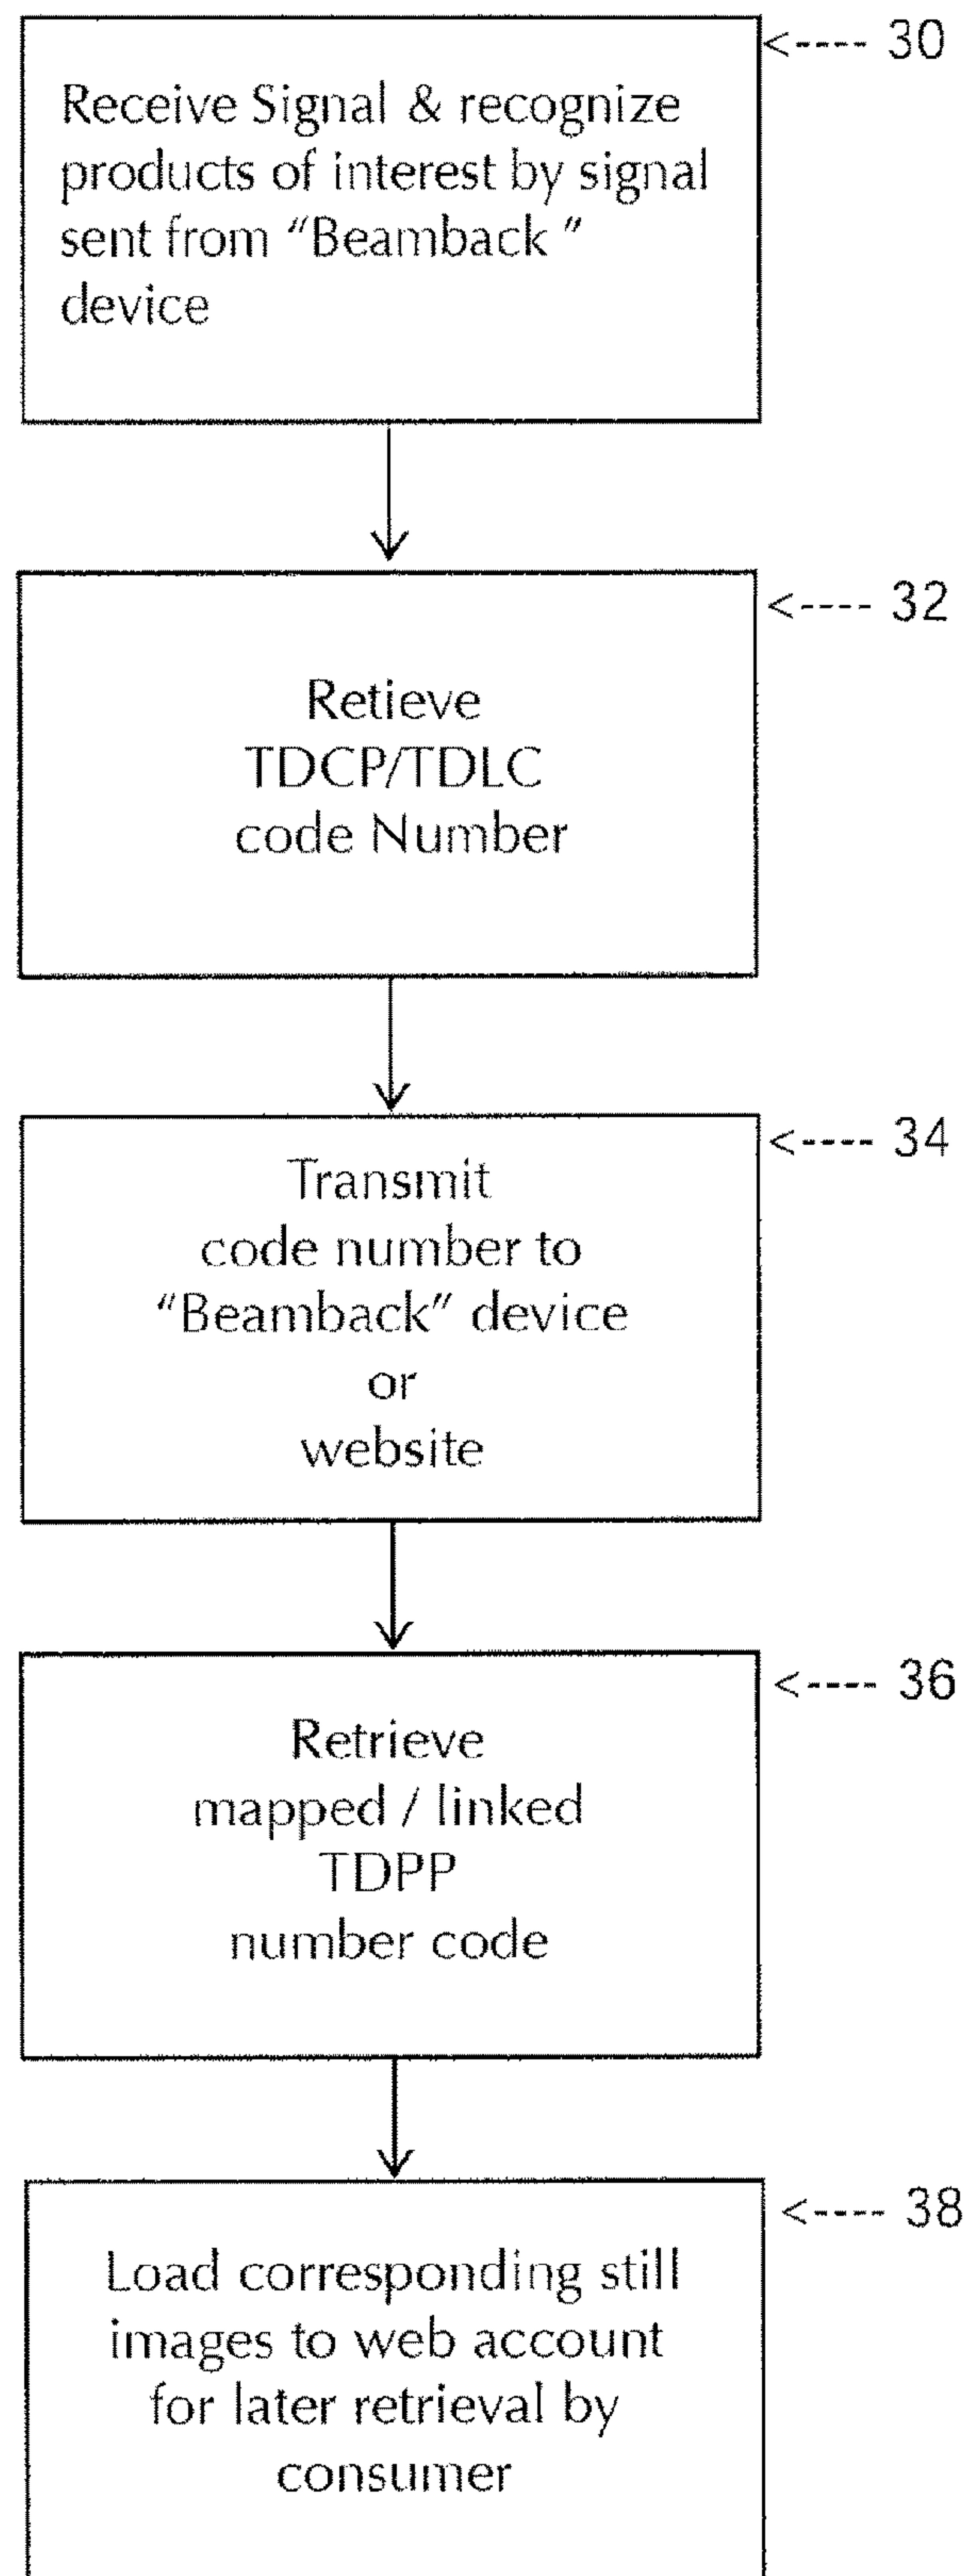 <---- 30
Receive Signal & recognize
products of interest by signal
sent from "Beamback "
device
<---- 32
Retieve
TDCP/TDLC
code Number
<---- 34
Transmit
code number to
"Beamback" device
or
website
<---- 36
Retrieve
mapped / linked
TDPP
number code
<---- 38
Load corresponding still
images to web account
for later retrieval by
consumer